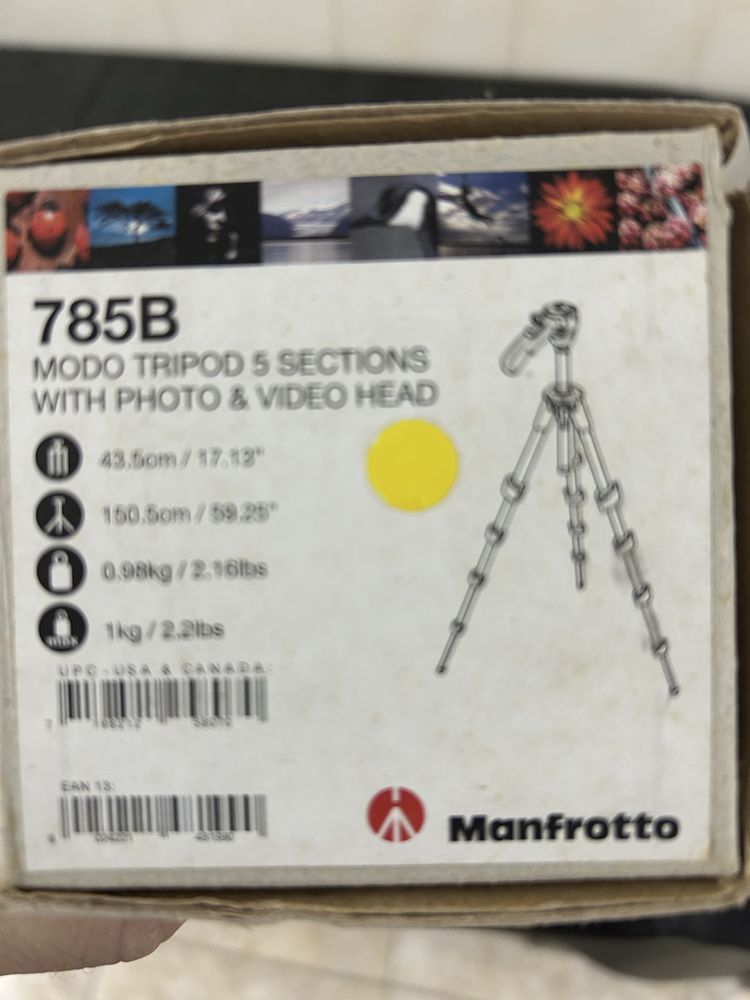 785B
MODO TRIPOD 5 SECTIONS
WITH PHOTO & VIDEO HEAD
43.5cm / 17.13"
150.5cm / 59.25"
0.98kg / 2.16lbs
max
1kg / 2.2lbs
UPC - USA & CANADA:
EAN 13:
Manfrotto